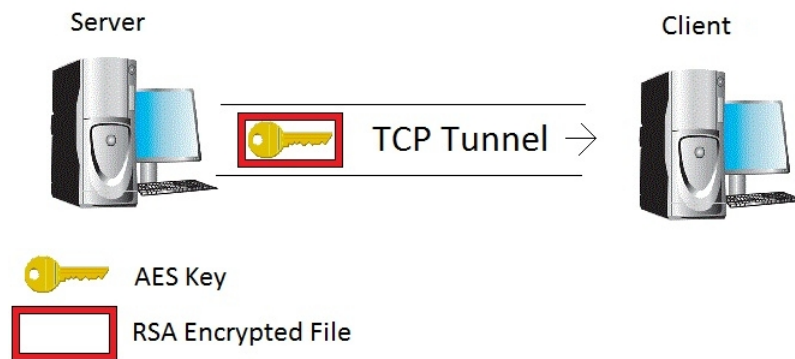 Server
Client
TCP Tunnel
AES Key
RSA Encrypted File